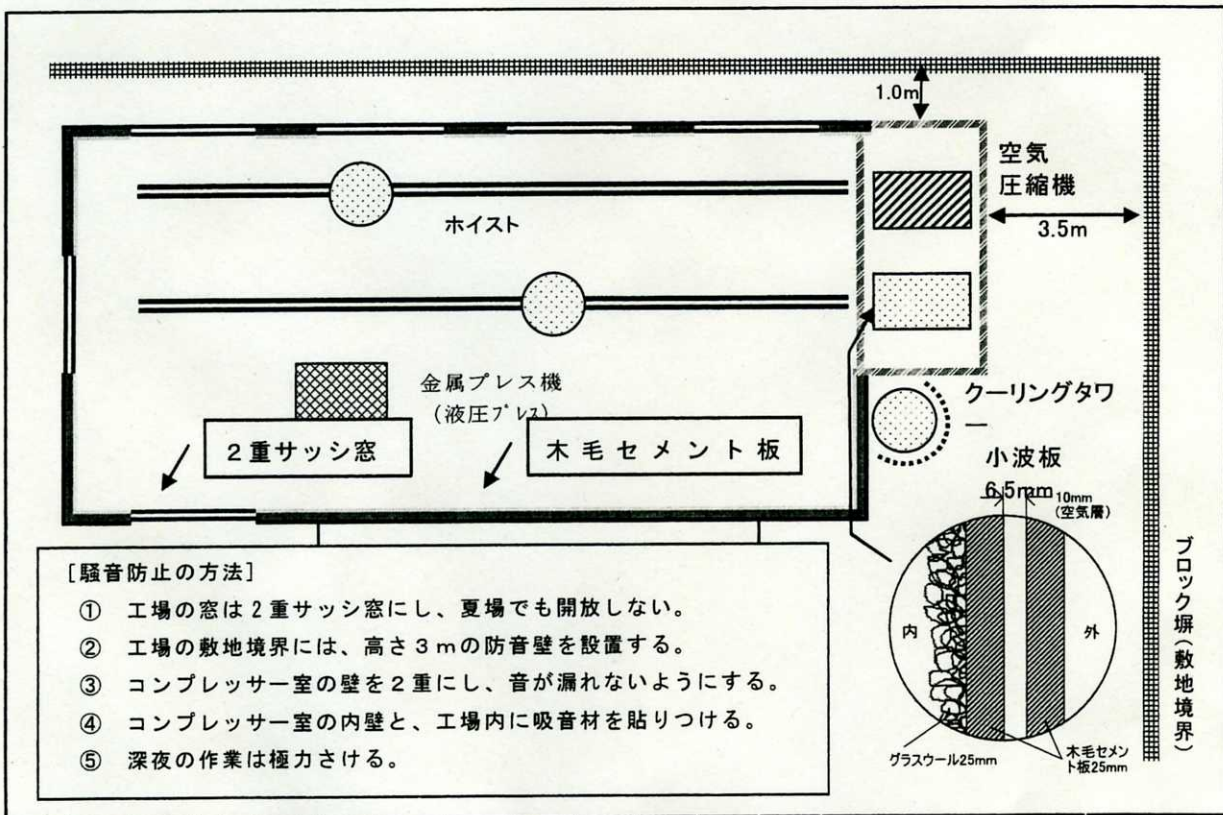 1.0m
空気
圧縮機
3.5m
ホイスト
金属プレス機
(液圧プレス)
2重サッシ窓
木毛セメント板
クーリングタワ
ー
小波板
6.5mm
10mm
(空気層)
内
外
グラスウール25mm
木毛セメン
ト板25mm
ブロック塀(敷地境界)
[騒音防止の方法]
① 工場の窓は2重サッシ窓にし、夏場でも開放しない。
② 工場の敷地境界には、高さ3mの防音壁を設置する。
③ コンプレッサー室の壁を2重にし、音が漏れないようにする。
④ コンプレッサー室の内壁と、工場内に吸音材を貼りつける。
⑤ 深夜の作業は極力さける。